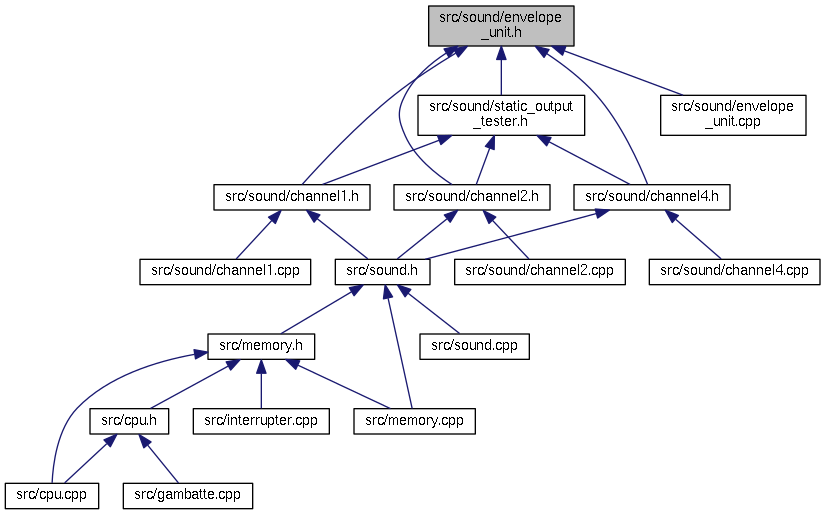 src/sound/envelope
_unit.h
src/sound/static_output
_tester.h
src/sound/envelope
_unit.cpp
src/sound/channel1.h
src/sound/channel2.h
src/sound/channel4.h
src/sound/channel1.cpp
src/sound.h
src/sound/channel2.cpp
src/sound/channel4.cpp
src/memory.h
src/sound.cpp
src/cpu.h
src/interrupter.cpp
src/memory.cpp
src/cpu.cpp
src/gambatte.cpp